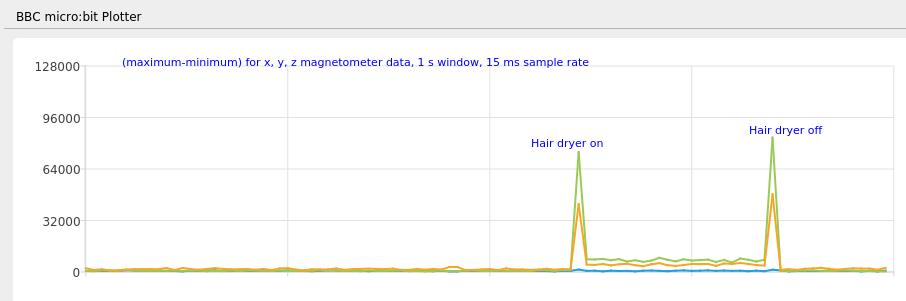 BBC micro:bit Plotter
(maximum-minimum) for x, y, z magnetometer data, 1 s window, 15 ms sample rate
128000
96000
Hair dryer off
Hair dryer on
64000
32000
0